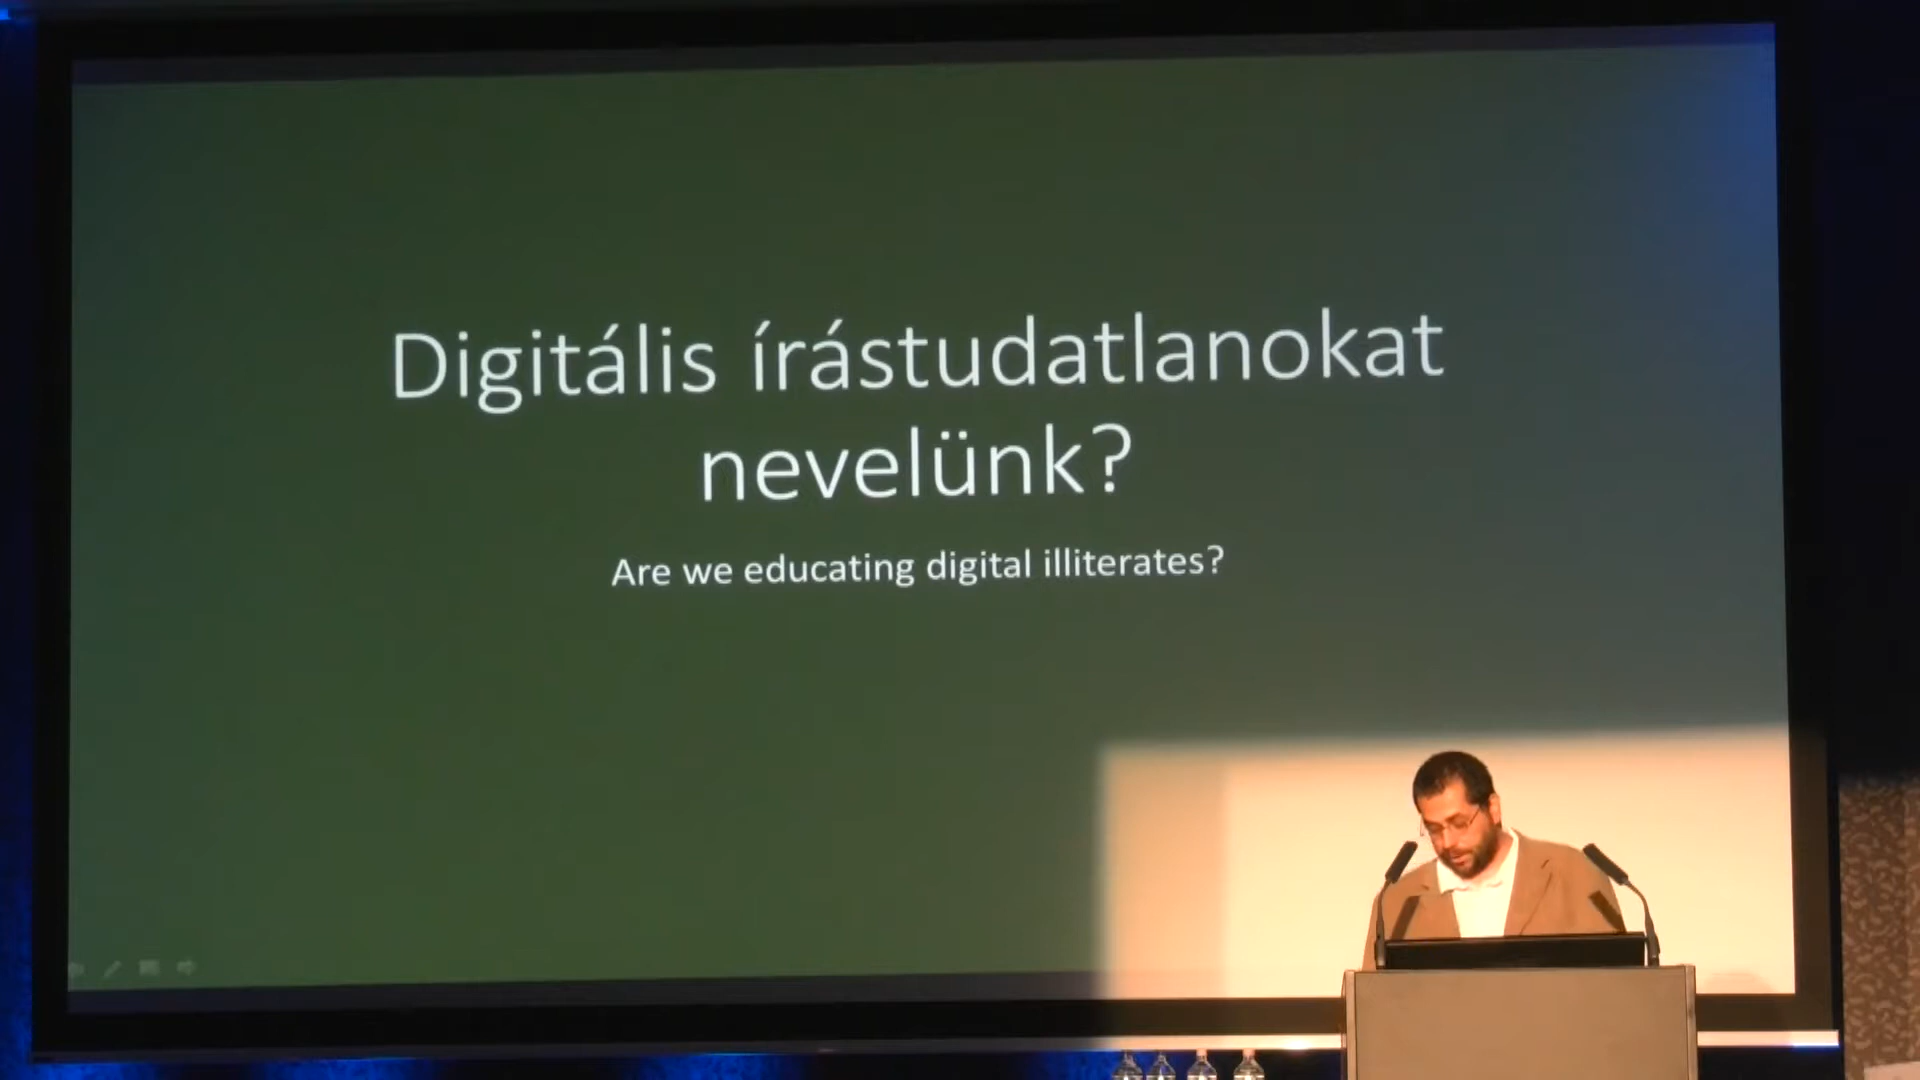 Digitális írástudatlanokat
nevelünk?
Are we educating digital illiterates?